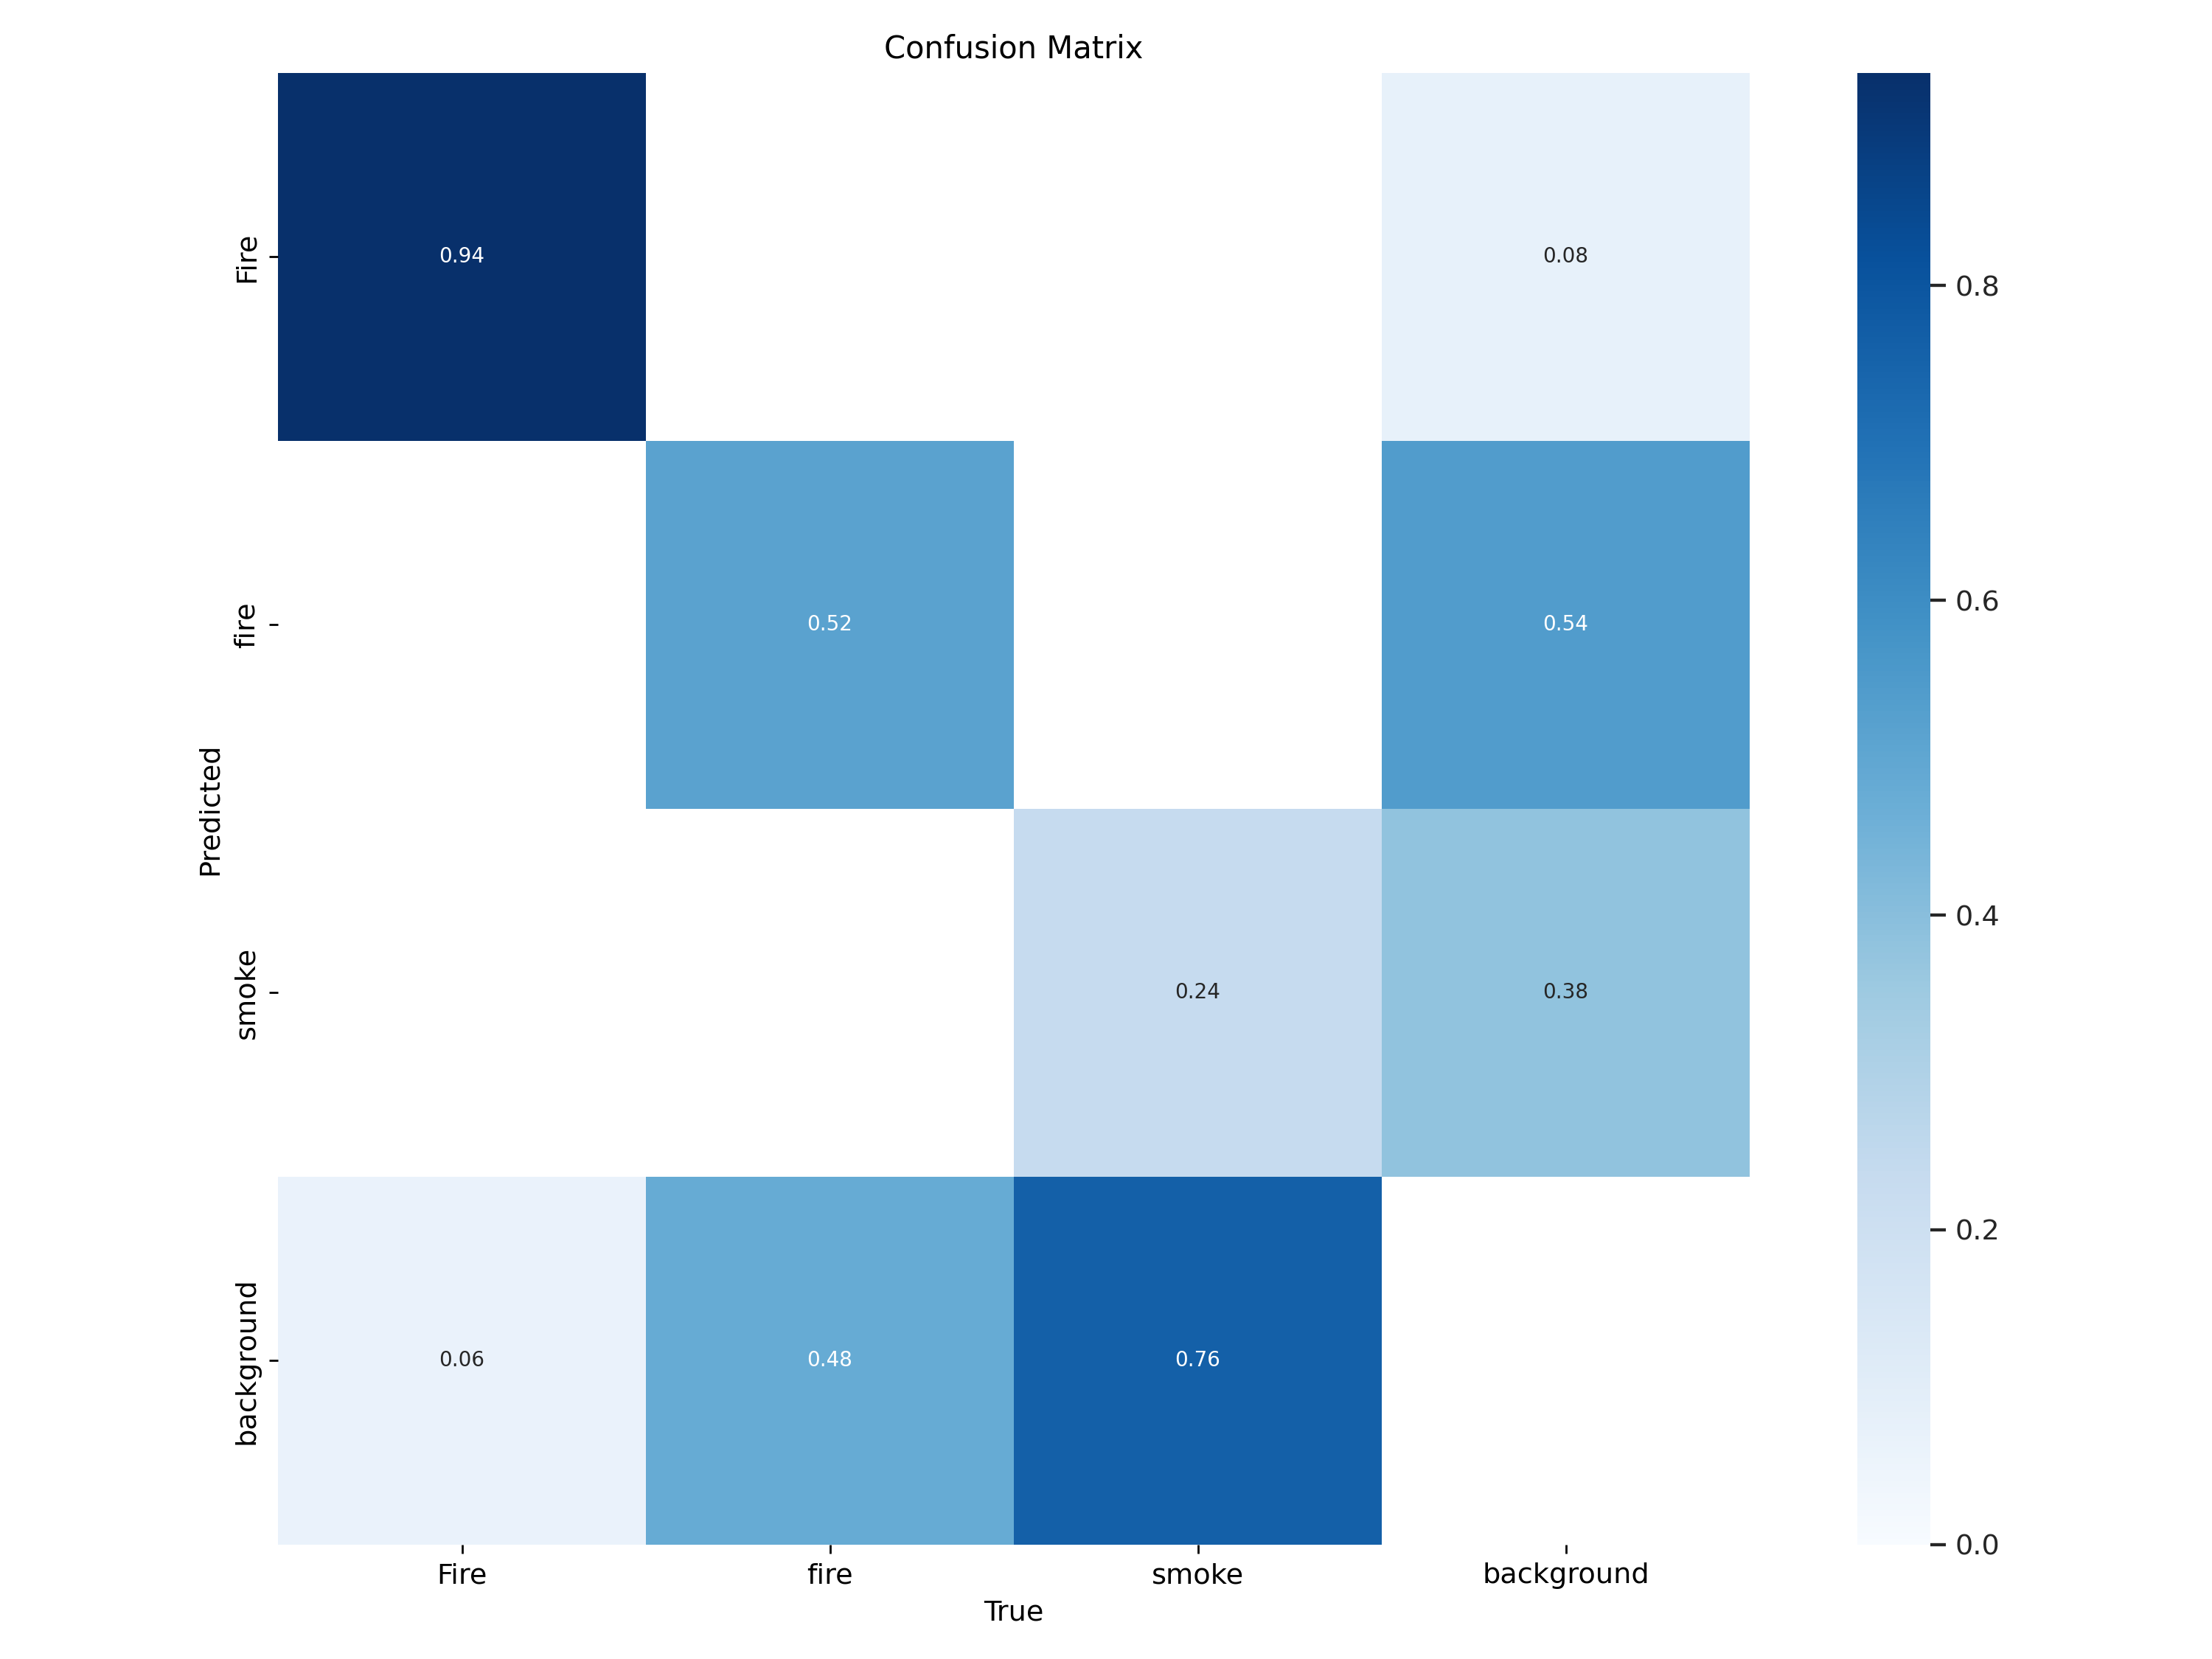 Confusion Matrix
Fire
0.94
0.08
fire
0.52
0.54
smoke
0.24
0.38
background
0.06
0.48
0.76
Predicted
Fire
fire
smoke
background
True
0.8
0.6
0.4
0.2
0.0